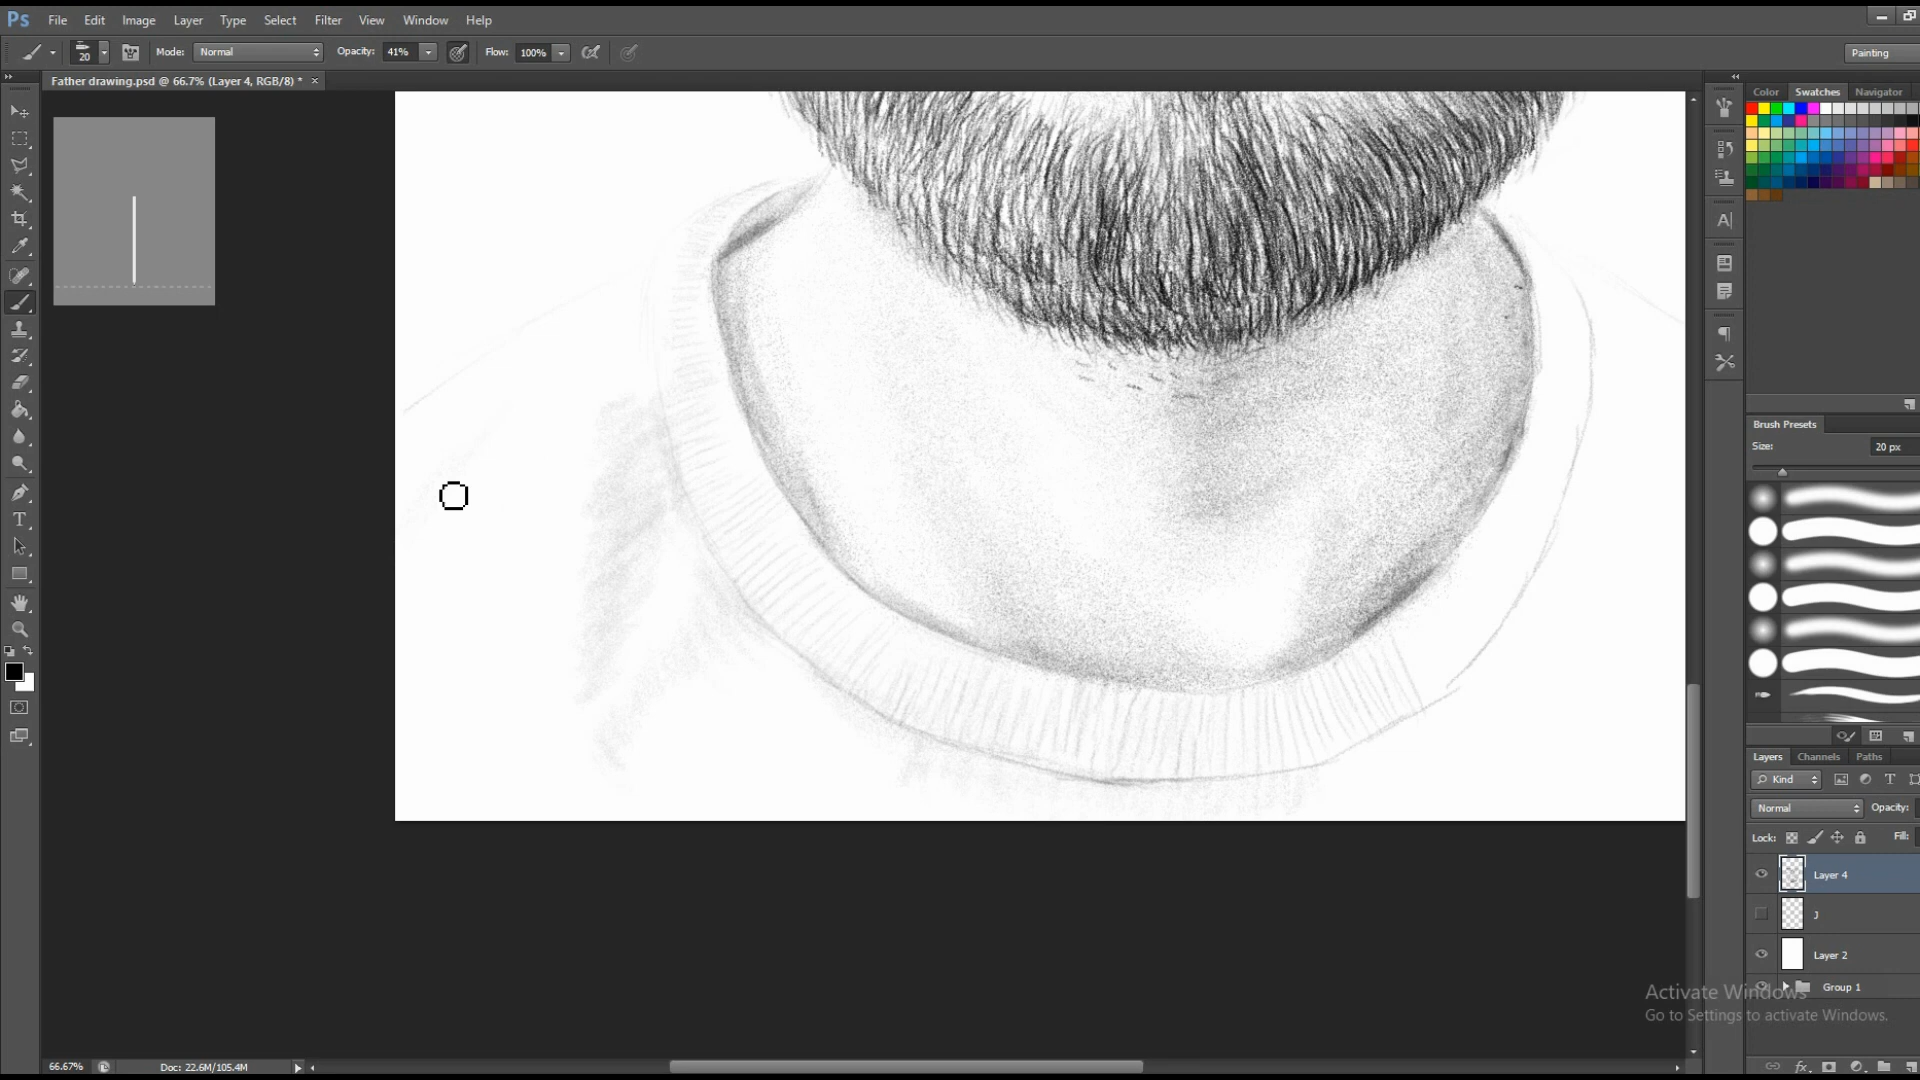 Ps File Edit Image Layer Type Select Filter View Window Help
20 Mode: Normal Opacity: 41% Flow: 100% Painting
Father drawing.psd @ 66.7% (Layer 4, RGB/8) * ×
Color Swatches Navigator
Brush Presets
Size: 20 px
Layers Channels Paths
Kind
Normal Opacity:
Lock: Fill:
Layer 4
J
Layer 2
Group 1
Activate Windows
Go to Settings to activate Windows.
66.67% Doc: 22.6M/105.4M